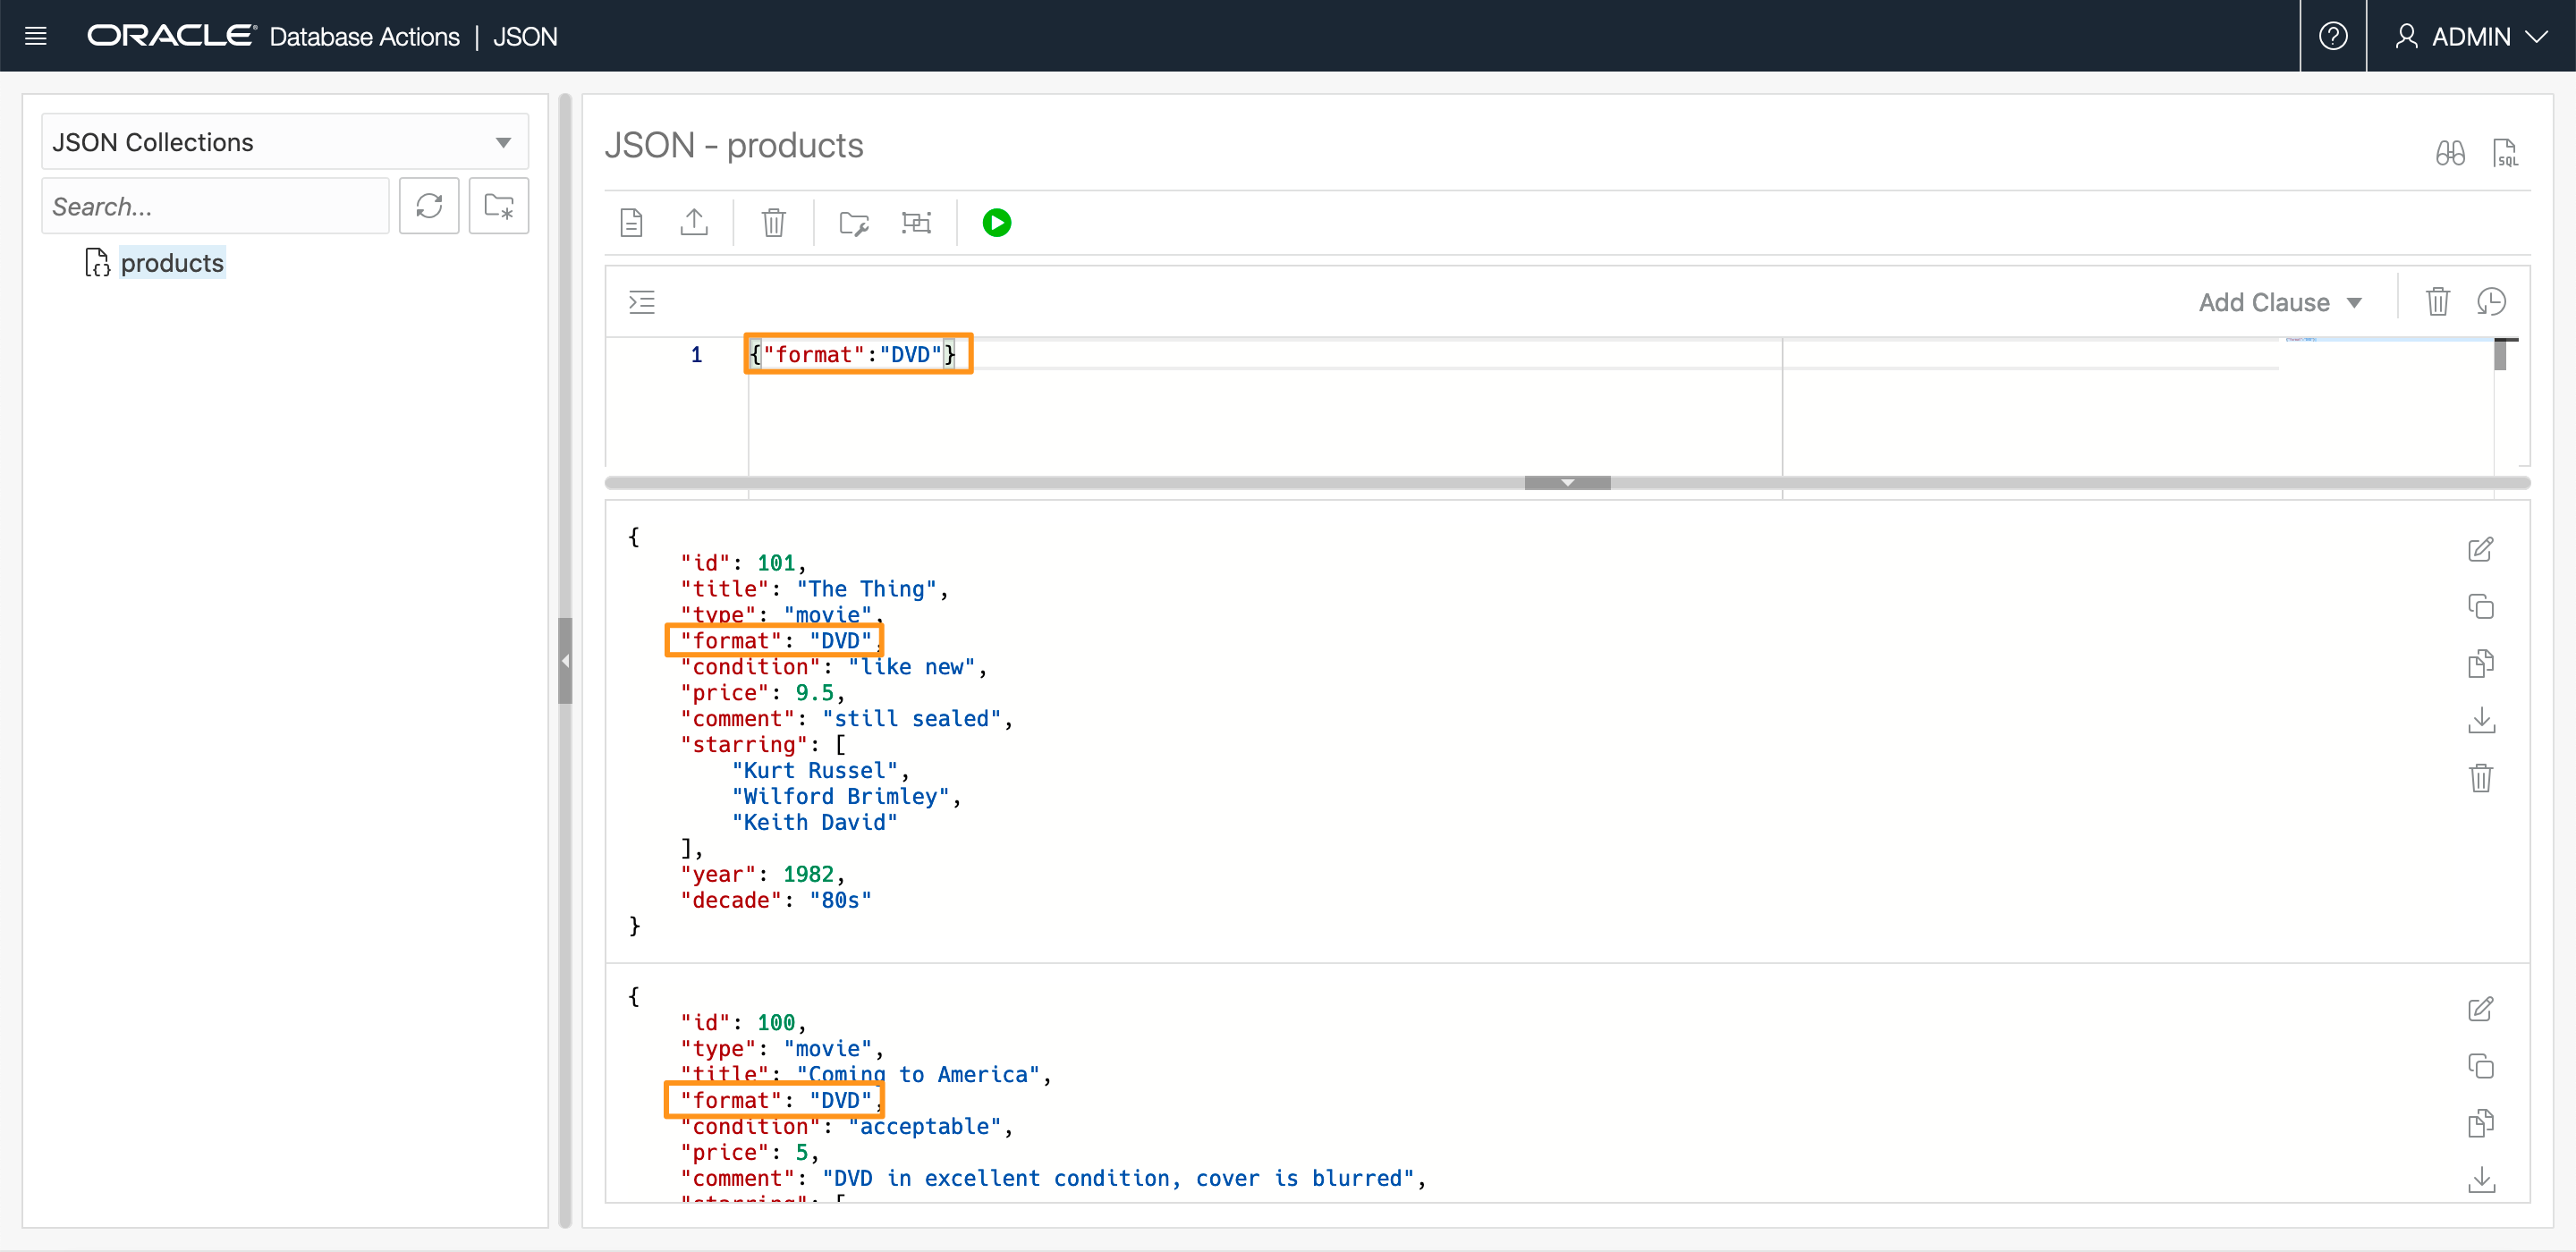 ORACLE Database Actions | JSON
ADMIN
JSON Collections
Search...
products
JSON - products
SQL
Add Clause
1 {"format":"DVD"}
{
"id": 101,
"title": "The Thing",
"type": "movie",
"format": "DVD",
"condition": "like new",
"price": 9.5,
"comment": "still sealed",
"starring": [
"Kurt Russel",
"Wilford Brimley",
"Keith David"
],
"year": 1982,
"decade": "80s"
}
{
"id": 100,
"type": "movie",
"title": "Coming to America",
"format": "DVD",
"condition": "acceptable",
"price": 5,
"comment": "DVD in excellent condition, cover is blurred",
"starring": [